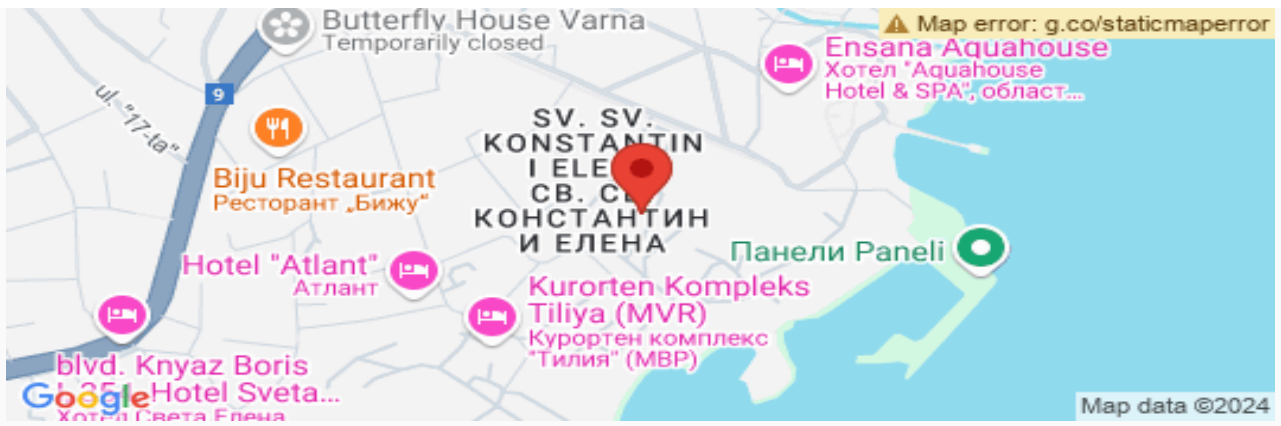 Butterfly House Varna
Temporarily closed
Map error: g.co/staticmaperror
Ensana Aquahouse
Хотел "Aquahouse
Hotel & SPA", област...
9
ul. "17-ta"
SV. SV.
KONSTANTIN
I ELE
СВ. СВ.
КОНСТАНТИН
И ЕЛЕНА
Biju Restaurant
Ресторант „Бижу“
Панели Paneli
Hotel "Atlant"
Атлант
Kurorten Kompleks
Tiliya (MVR)
Курортен комплекс
"Тилия" (МВР)
blvd. Knyaz Boris
Hotel Sveta...
Хотел Света Елена
Google
Map data ©2024